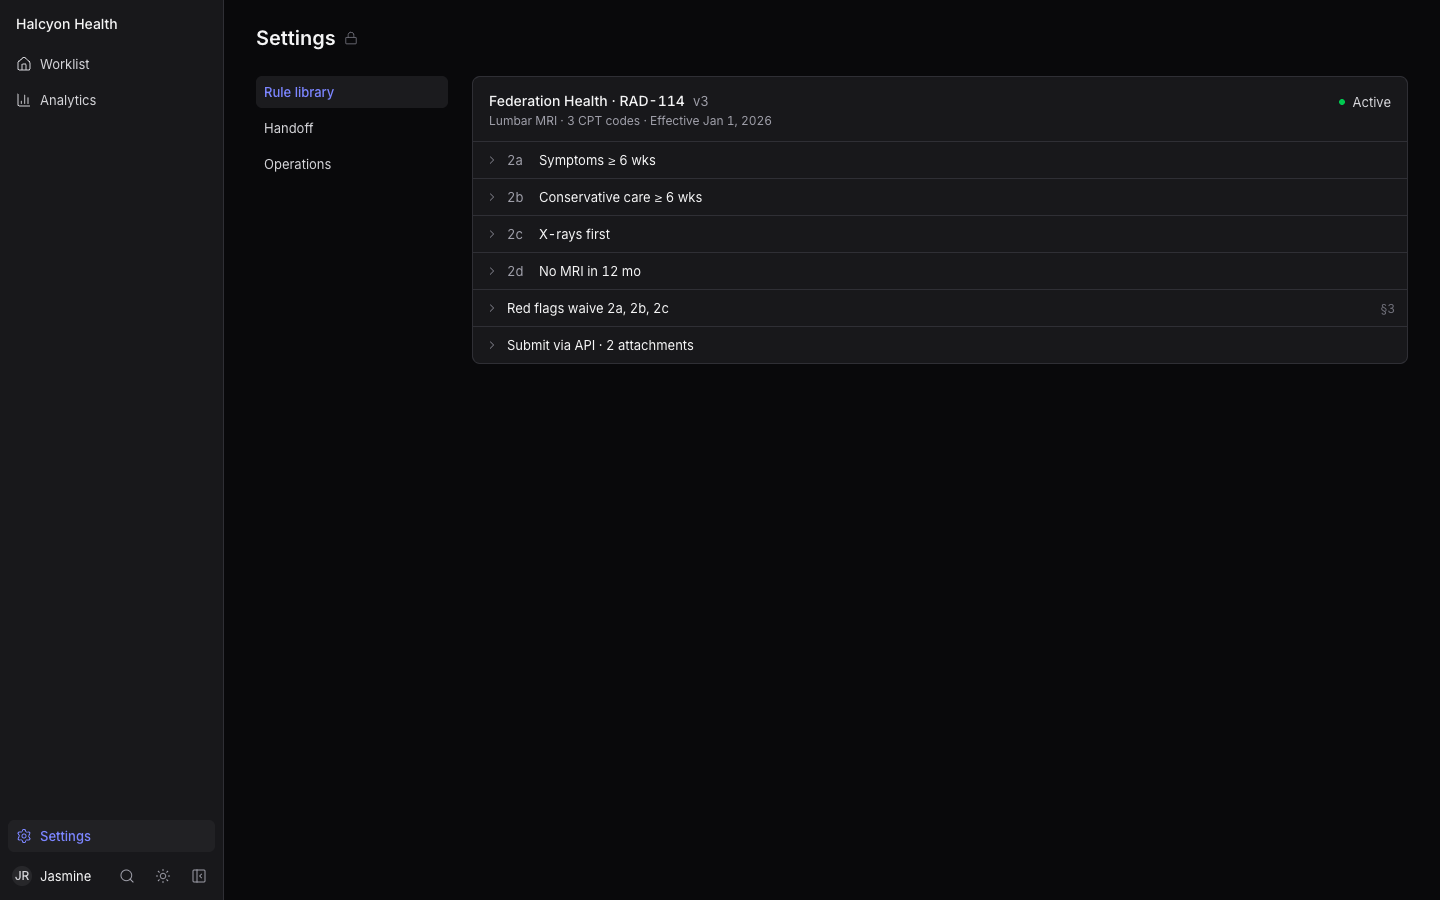 Halcyon Health
Worklist
Analytics
Settings
Rule library
Handoff
Operations
Federation Health · RAD-114 v3
Active
Lumbar MRI · 3 CPT codes · Effective Jan 1, 2026
2a Symptoms ≥ 6 wks
2b Conservative care ≥ 6 wks
2c X-rays first
2d No MRI in 12 mo
Red flags waive 2a, 2b, 2c §3
Submit via API · 2 attachments
Settings
JR Jasmine